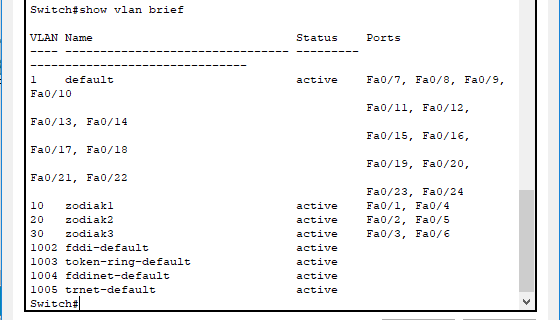 Switch#show vlan brief
VLAN Name Status Ports
---- -------------------------------- --------- -------------------------------
1 default active Fa0/7, Fa0/8, Fa0/9,
Fa0/10
Fa0/11, Fa0/12,
Fa0/13, Fa0/14
Fa0/15, Fa0/16,
Fa0/17, Fa0/18
Fa0/19, Fa0/20,
Fa0/21, Fa0/22
Fa0/23, Fa0/24
10 zodiak1 active Fa0/1, Fa0/4
20 zodiak2 active Fa0/2, Fa0/5
30 zodiak3 active Fa0/3, Fa0/6
1002 fddi-default active
1003 token-ring-default active
1004 fddinet-default active
1005 trnet-default active
Switch#